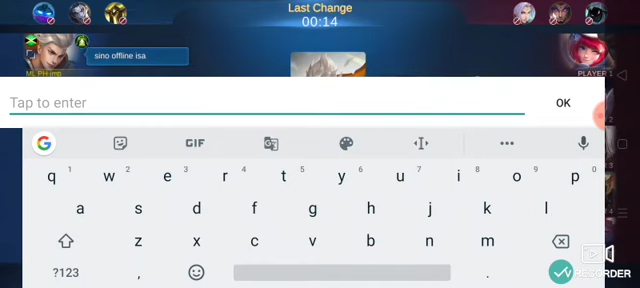 Last Change
00:14
sino offline isa
ML PH imp
PLAYER 1
Tap to enter
OK
GIF
q 1 w 2 e 3 r 4 t 5 y 6 u 7 i 8 o 9 p 0
a s d f g h j k l
z x c v b n m
?123 , .
RECORDER